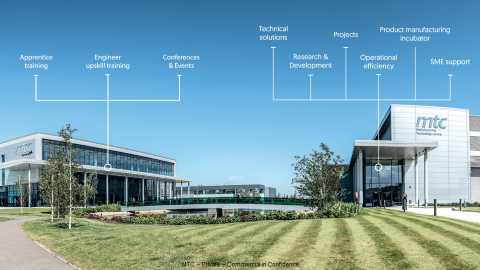 Technical
solutions
Projects
Product manufacturing
incubator
Apprentice
training
Engineer
upskill training
Conferences
& Events
Research &
Development
Operational
efficiency
SME support
mtc
Manufacturing
Technology Centre
mtc
MTC – Private – Commercial in Confidence